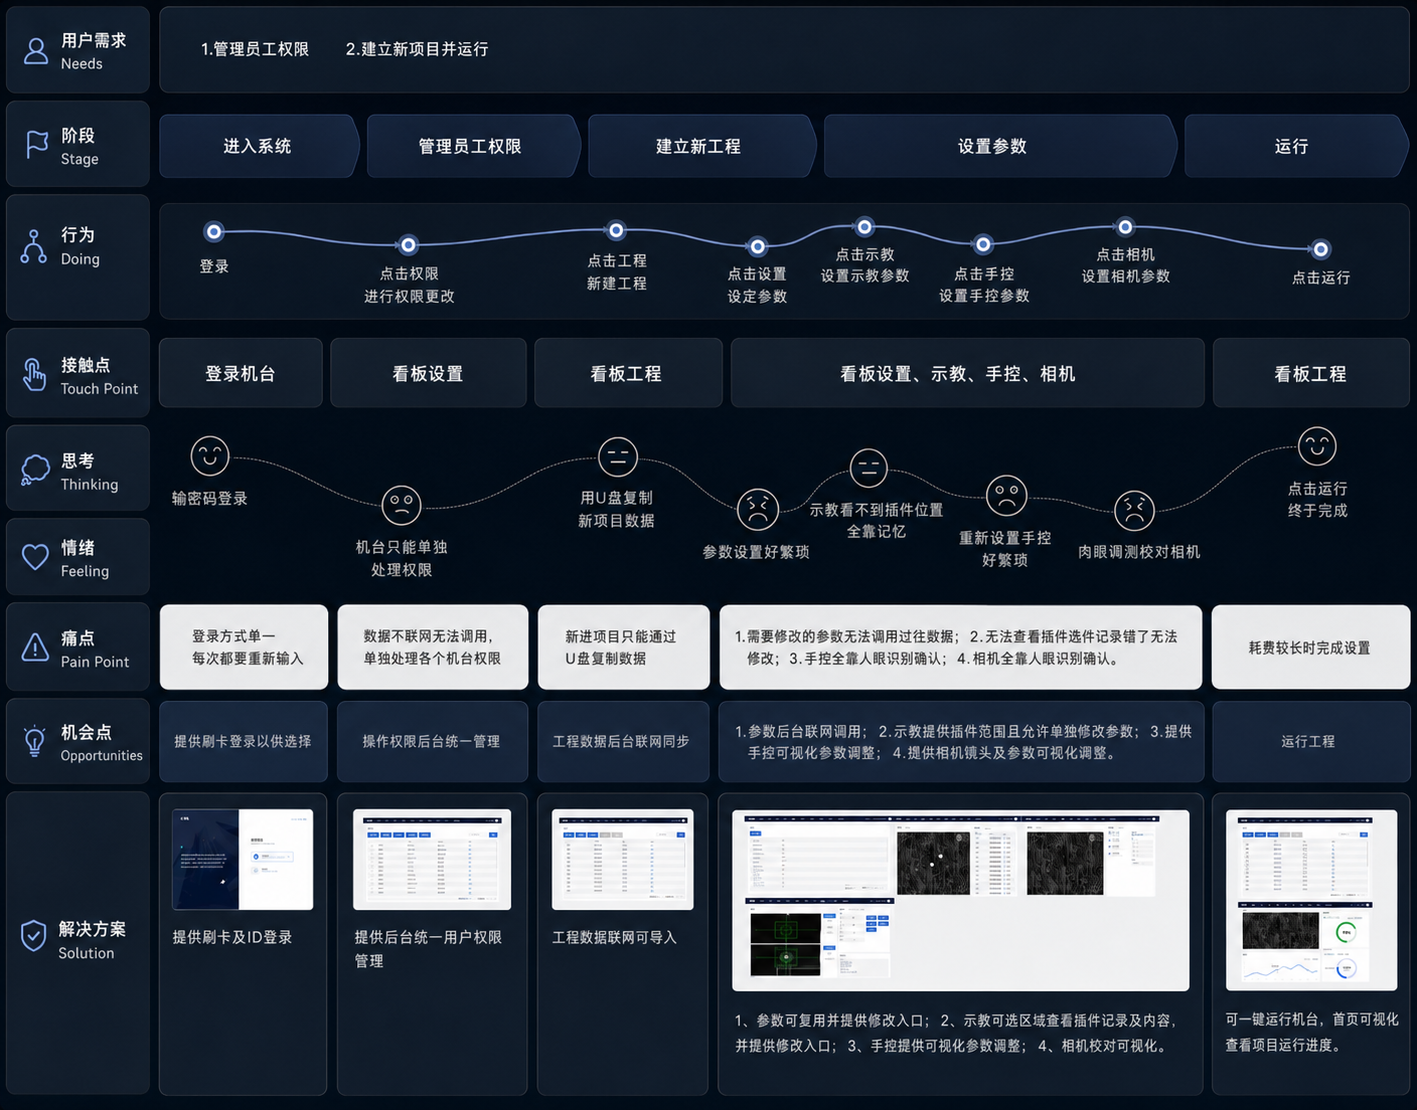 用户需求
Needs
1.管理员工权限
2.建立新项目并运行
阶段
Stage
进入系统
管理员工权限
建立新工程
设置参数
运行
行为
Doing
登录
点击权限
进行权限更改
点击工程
新建工程
点击设置
设定参数
点击示教
设置示教参数
点击手控
设置手控参数
点击相机
设置相机参数
点击运行
接触点
Touch Point
登录机台
看板设置
看板工程
看板设置、示教、手控、相机
看板工程
思考
Thinking
情绪
Feeling
输密码登录
机台只能单独
处理权限
用U盘复制
新项目数据
参数设置好繁琐
示教看不到插件位置
全靠记忆
重新设置手控
好繁琐
肉眼调测校对相机
点击运行
终于完成
痛点
Pain Point
登录方式单一
每次都要重新输入
数据不联网无法调用，
单独处理各个机台权限
新进项目只能通过
U盘复制数据
1.需要修改的参数无法调用过往数据；2.无法查看插件选件记录错了无法
修改；3.手控全靠人眼识别确认；4.相机全靠人眼识别确认。
耗费较长时完成设置
机会点
Opportunities
提供刷卡登录以供选择
操作权限后台统一管理
工程数据后台联网同步
1.参数后台联网调用；2.示教提供插件范围且允许单独修改参数；3.提供
手控可视化参数调整；4.提供相机镜头及参数可视化调整。
运行工程
解决方案
Solution
提供刷卡及ID登录
提供后台统一用户权限
管理
工程数据联网可导入
1、参数可复用并提供修改入口；2、示教可选区域查看插件记录及内容，
并提供修改入口；3、手控提供可视化参数调整；4、相机校对可视化。
可一键运行机台，首页可视化
查看项目运行进度。